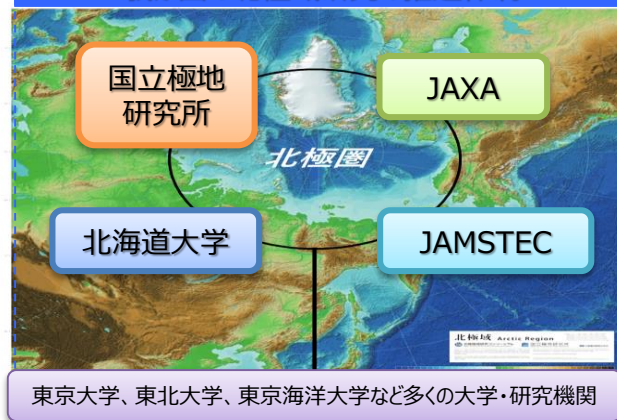 国立極地
研究所
JAXA
北極圏
北海道大学
JAMSTEC
北極域 Arctic Region
東京大学、東北大学、東京海洋大学など多くの大学・研究機関